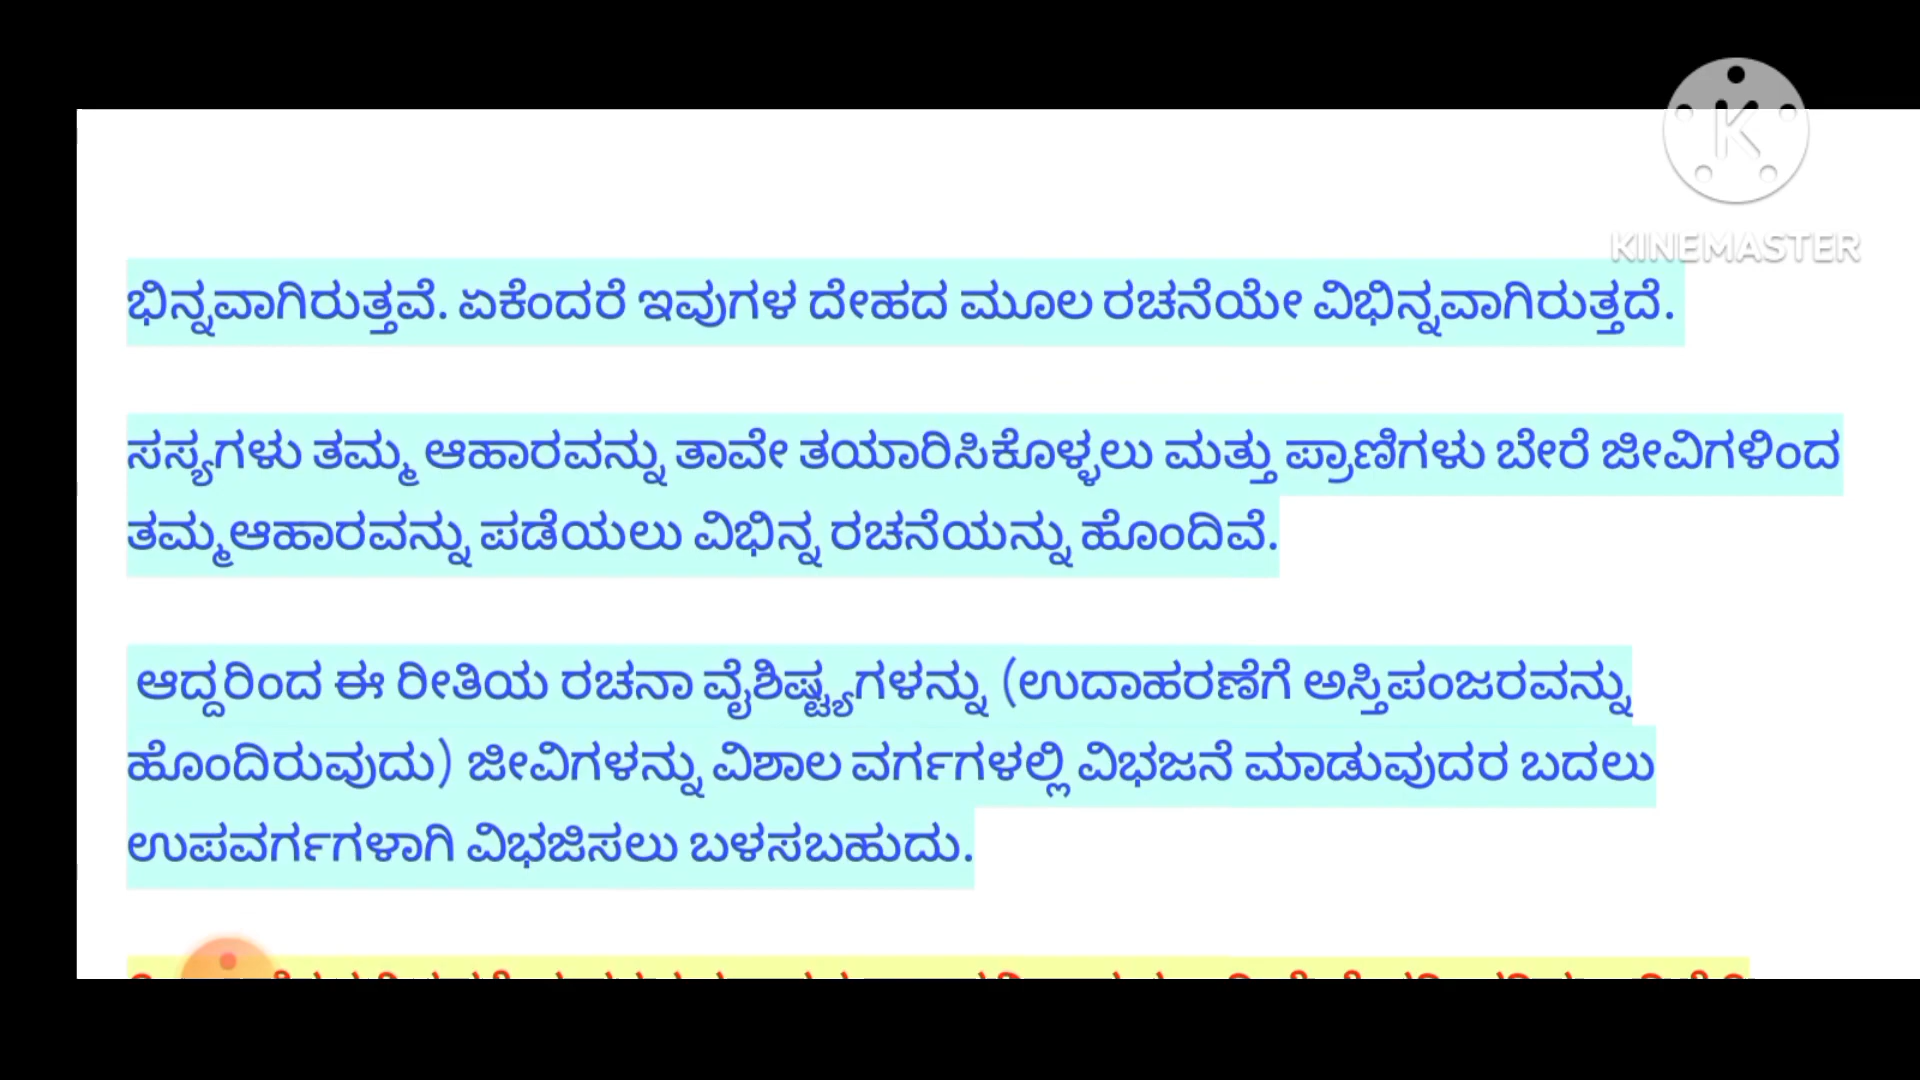 KINEMASTER
ಭಿನ್ನವಾಗಿರುತ್ತವೆ. ಏಕೆಂದರೆ ಇವುಗಳ ದೇಹದ ಮೂಲ ರಚನೆಯೇ ವಿಭಿನ್ನವಾಗಿರುತ್ತದೆ.
ಸಸ್ಯಗಳು ತಮ್ಮ ಆಹಾರವನ್ನು ತಾವೇ ತಯಾರಿಸಿಕೊಳ್ಳಲು ಮತ್ತು ಪ್ರಾಣಿಗಳು ಬೇರೆ ಜೀವಿಗಳಿಂದ
ತಮ್ಮಆಹಾರವನ್ನು ಪಡೆಯಲು ವಿಭಿನ್ನ ರಚನೆಯನ್ನು ಹೊಂದಿವೆ.
ಆದ್ದರಿಂದ ಈ ರೀತಿಯ ರಚನಾ ವೈಶಿಷ್ಟ್ಯಗಳನ್ನು (ಉದಾಹರಣೆಗೆ ಅಸ್ತಿಪಂಜರವನ್ನು
ಹೊಂದಿರುವುದು) ಜೀವಿಗಳನ್ನು ವಿಶಾಲ ವರ್ಗಗಳಲ್ಲಿ ವಿಭಜನೆ ಮಾಡುವುದರ ಬದಲು
ಉಪವರ್ಗಗಳಾಗಿ ವಿಭಜಿಸಲು ಬಳಸಬಹುದು.